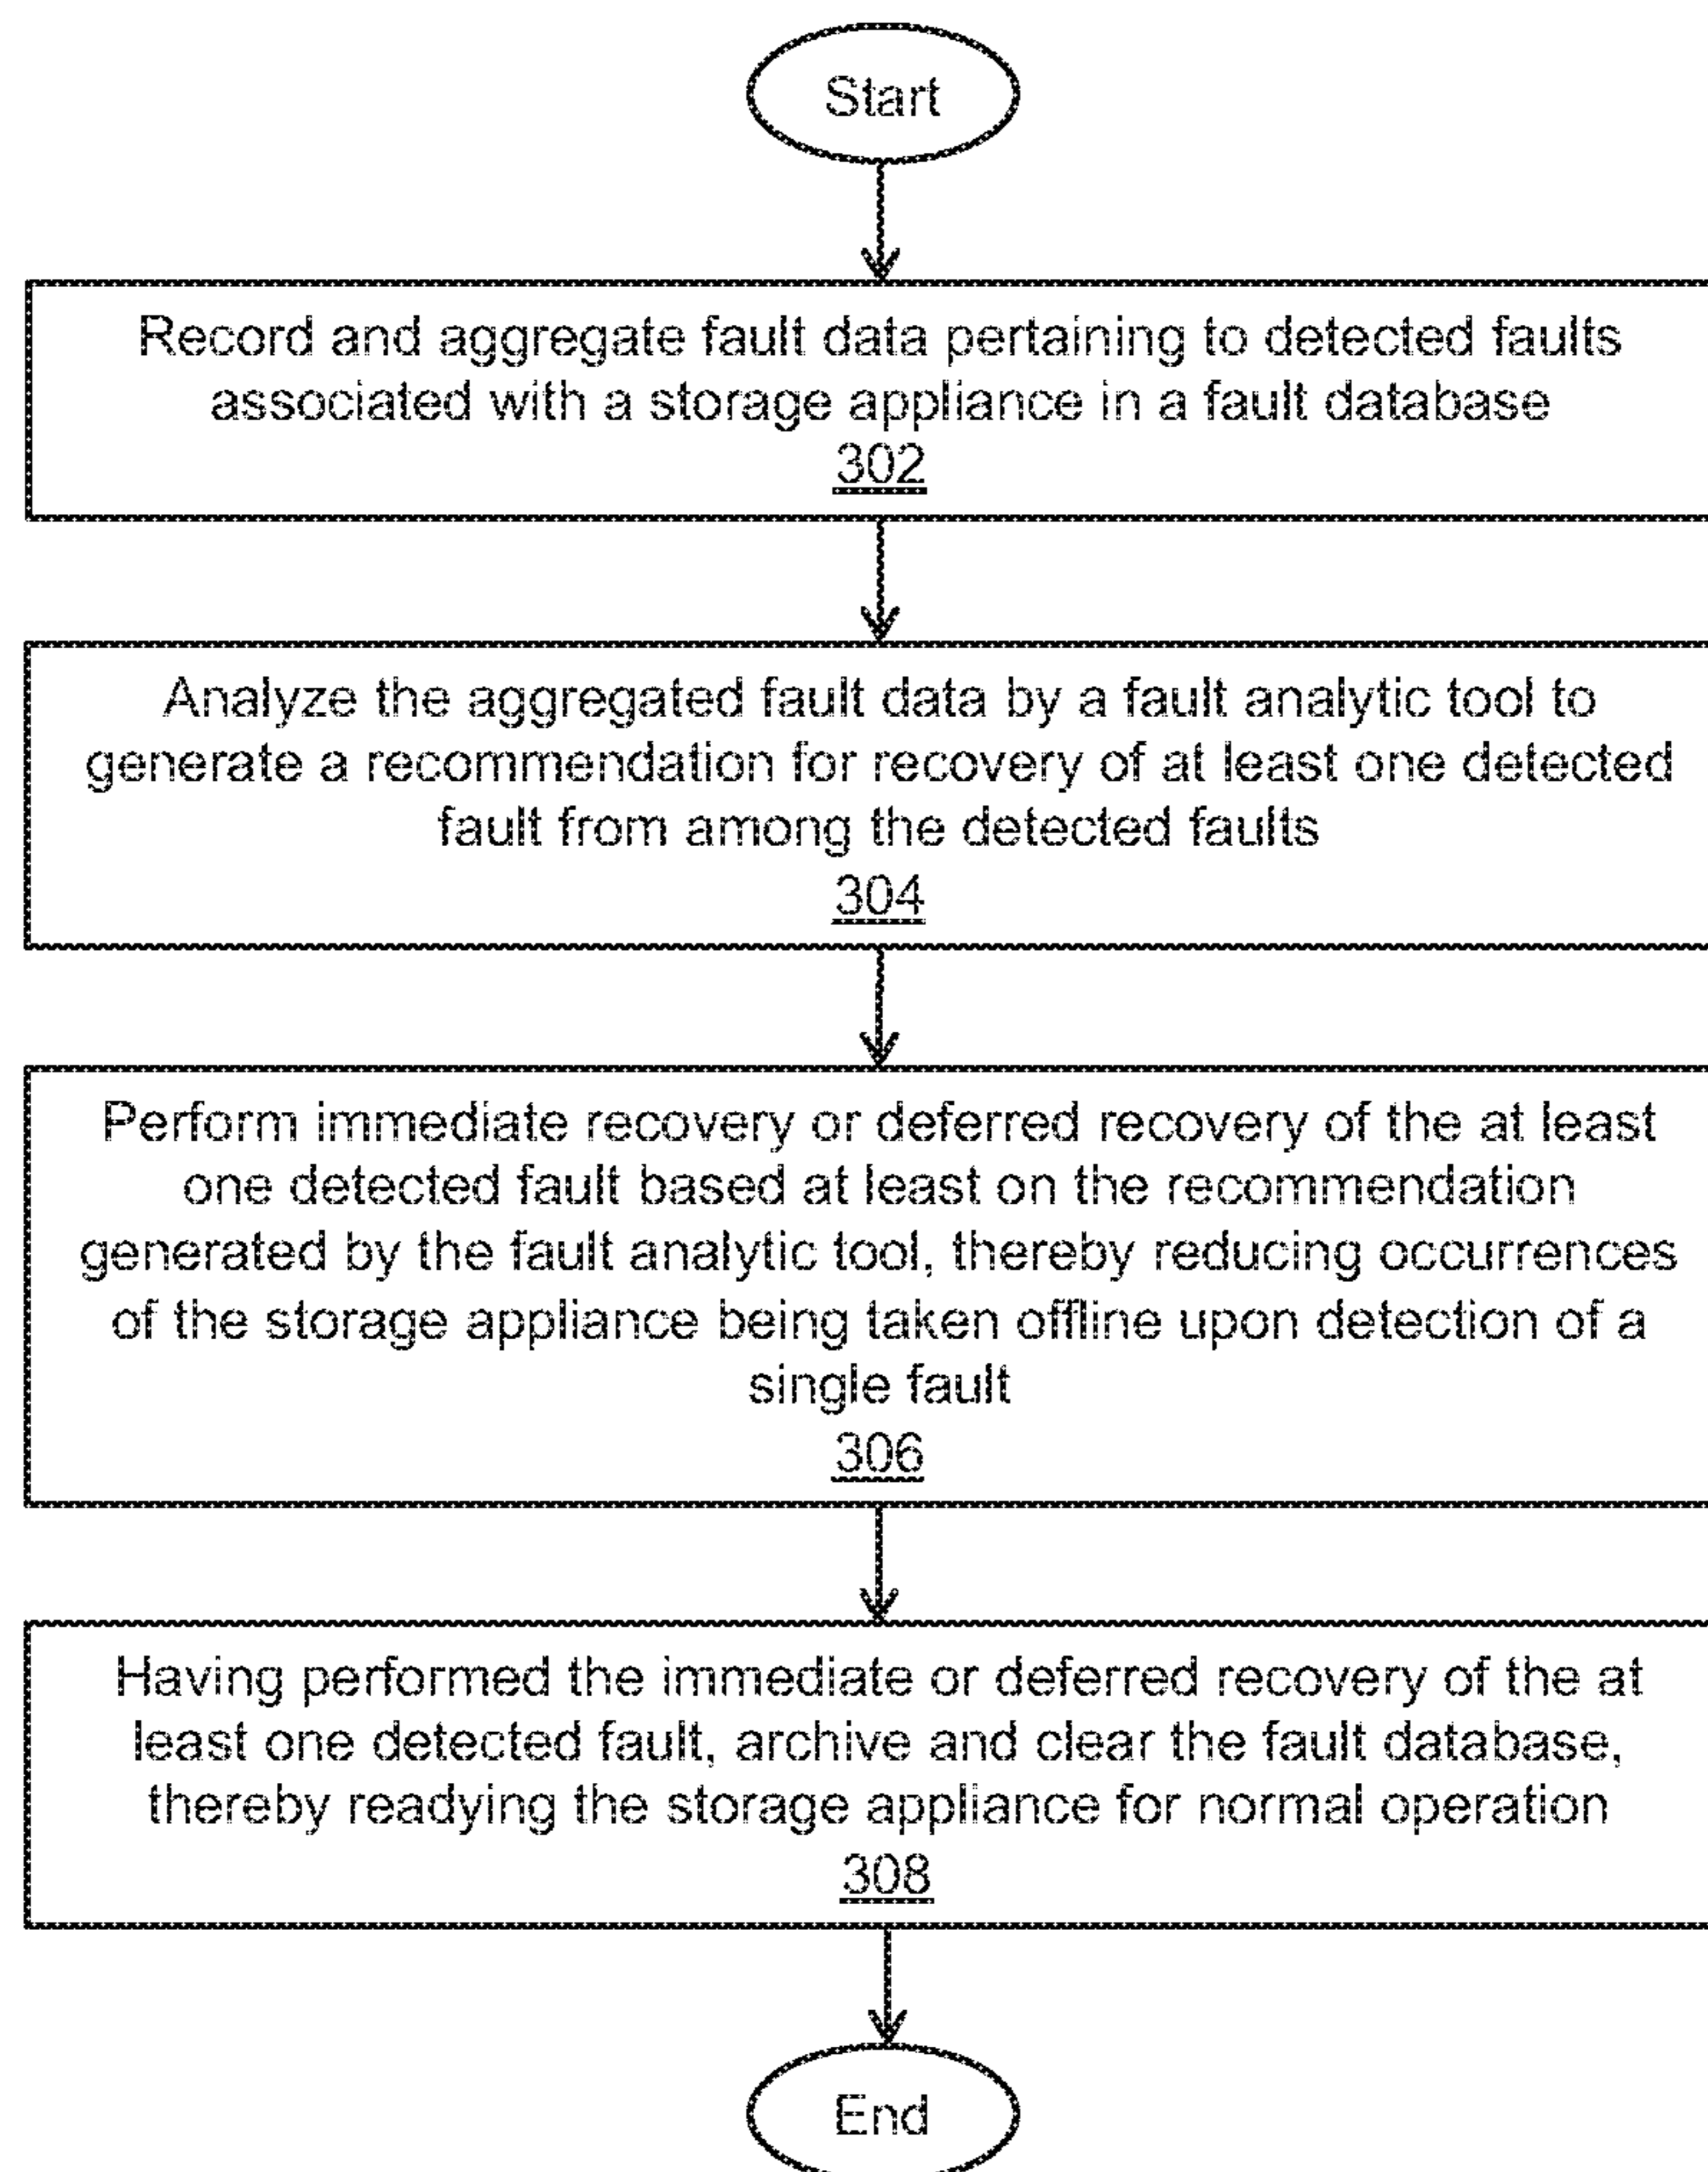 Start
Record and aggregate fault data pertaining to detected faults
associated with a storage appliance in a fault database
302
Analyze the aggregated fault data by a fault analytic tool to
generate a recommendation for recovery of at least one detected
fault from among the detected faults
304
Perform immediate recovery or deferred recovery of the at least
one detected fault based at least on the recommendation
generated by the fault analytic tool, thereby reducing occurrences
of the storage appliance being taken offline upon detection of a
single fault
306
Having performed the immediate or deferred recovery of the at
least one detected fault, archive and clear the fault database,
thereby readying the storage appliance for normal operation
308
End